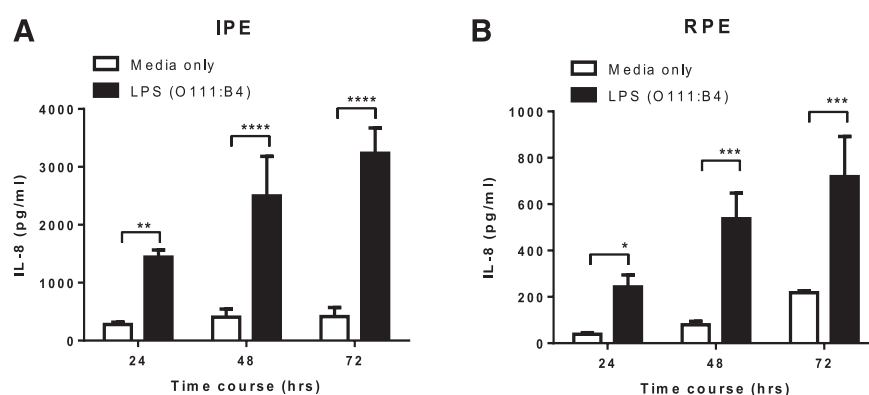 A
IPE
Media only
LPS (O111:B4)
4000
3000
2000
1000
0
IL-8 (pg/ml)
**
****
****
24
48
72
Time course (hrs)
B
RPE
Media only
LPS (O111:B4)
1000
800
600
400
200
0
IL-8 (pg/ml)
*
***
***
24
48
72
Time course (hrs)